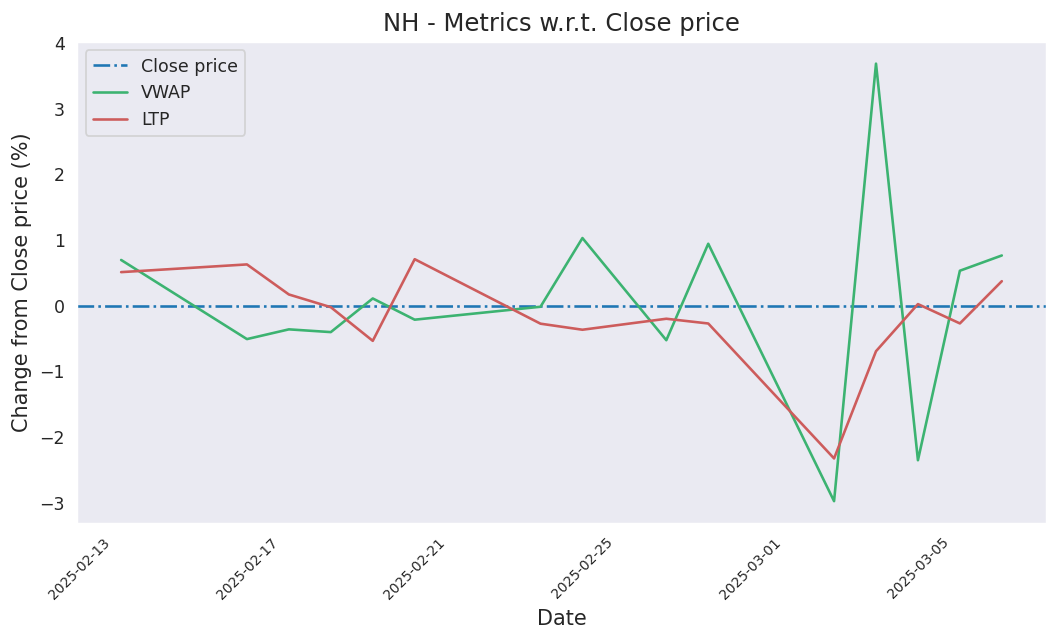 NH - Metrics w.r.t. Close price
Change from Close price (%)
4
3
2
1
0
−1
−2
−3
Close price
VWAP
LTP
2025-02-13
2025-02-17
2025-02-21
2025-02-25
2025-03-01
2025-03-05
Date